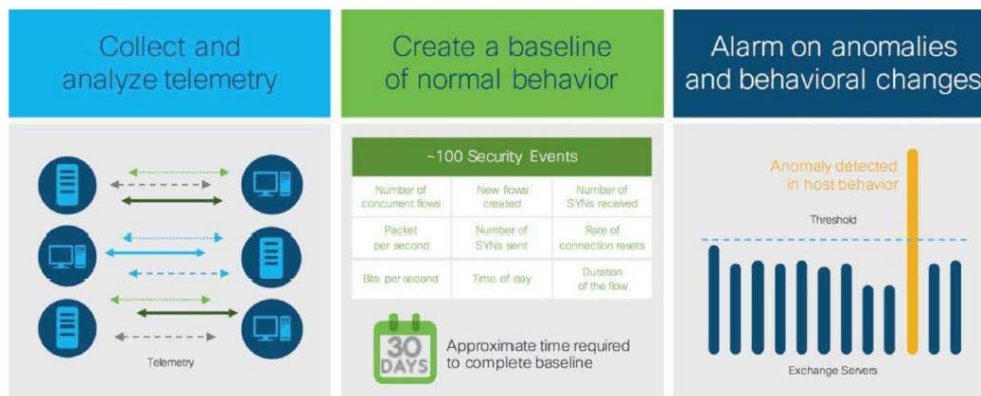 Collect and
analyze telemetry
Telemetry
Create a baseline
of normal behavior
~100 Security Events
Number of
concurrent flows
New flows
created
Number of
SYNs received
Packet
per second
Number of
SYNs sent
Rate of
connection resets
Bits per second
Time of day
Duration
of the flow
30
DAYS
Approximate time required
to complete baseline
Alarm on anomalies
and behavioral changes
Anomaly detected
in host behavior
Threshold
Exchange Servers